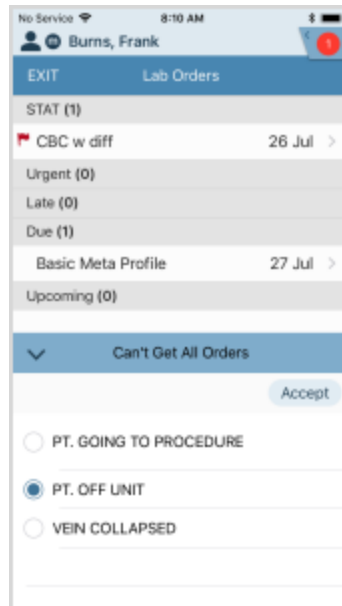 No Service 8:10 AM
Burns, Frank 1
EXIT Lab Orders
STAT (1)
CBC w diff 26 Jul
Urgent (0)
Late (0)
Due (1)
Basic Meta Profile 27 Jul
Upcoming (0)
Can't Get All Orders
Accept
PT. GOING TO PROCEDURE
PT. OFF UNIT
VEIN COLLAPSED